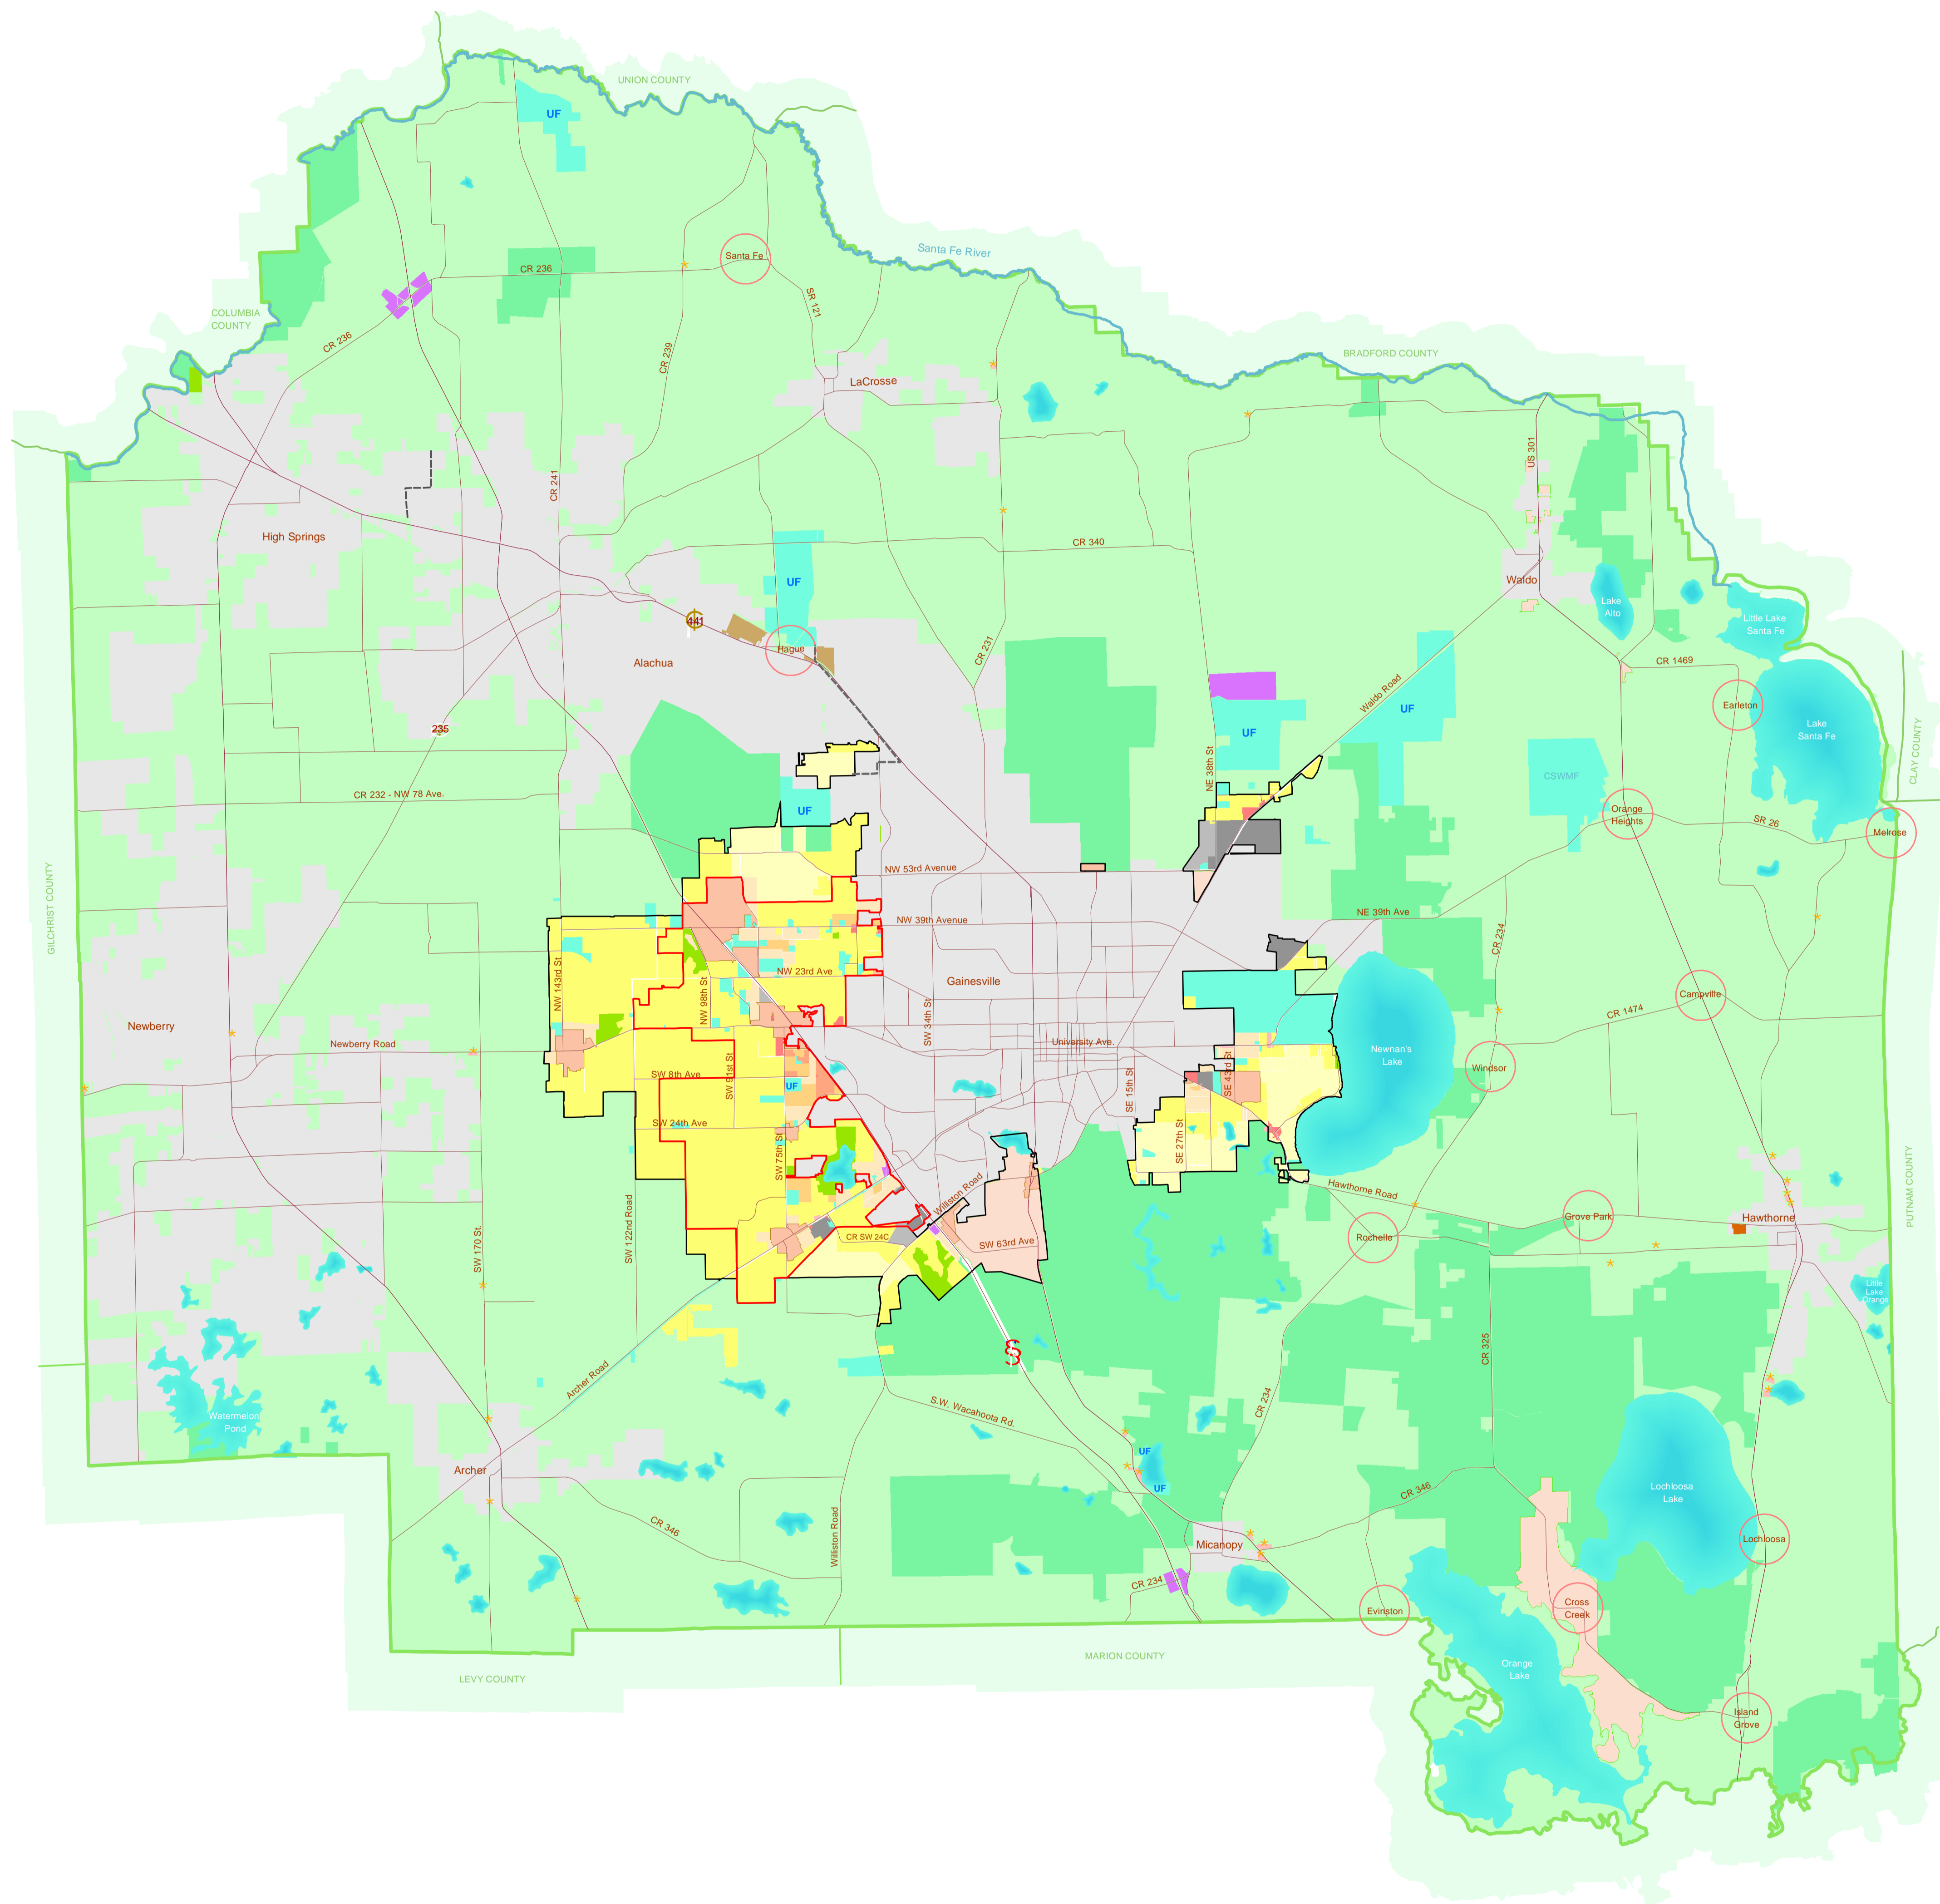 UNION COUNTY
UF
Santa Fe River
Santa Fe
CR 236
SR 121
COLUMBIA
COUNTY
CR 236
CR 239
BRADFORD COUNTY
LaCrosse
US 301
CR 241
High Springs
CR 340
UF
Waldo
Lake
Alto
Little Lake
Santa Fe
441
Hague
CR 231
Alachua
CR 1469
Waldo Road
Earleton
UF
Lake
Santa Fe
235
UF
CLAY COUNTY
NE 38th St
CSWMF
CR 232 - NW 78 Ave.
UF
Orange
Heights
SR 26
Melrose
NW 53rd Avenue
GILCHRIST COUNTY
NE 39th Ave
NW 39th Avenue
CR 234
NW 143rd St
NW 23rd Ave
Gainesville
NW 98th St
Campville
SW 34th St
CR 1474
Newberry
Newberry Road
University Ave.
Newnan's
Lake
Windsor
SW 8th Ave
SW 91st St
UF
SE 43rd St
SE 15th St
SW 24th Ave
SW 75th St
SE 27th St
PUTNAM COUNTY
Williston Road
Hawthorne Road
Grove Park
Hawthorne
SW 170 St.
SW 122nd Road
CR SW 24C
SW 63rd Ave
Rochelle
Little
Lake
Orange
CR 325
Archer Road
CR 234
S.W. Wacahoota Rd.
Watermelon
Pond
UF
Archer
UF
CR 346
Lochloosa
Lake
CR 346
Williston Road
Micanopy
Lochloosa
CR 234
Evinston
Cross
Creek
MARION COUNTY
Orange
Lake
LEVY COUNTY
Island
Grove